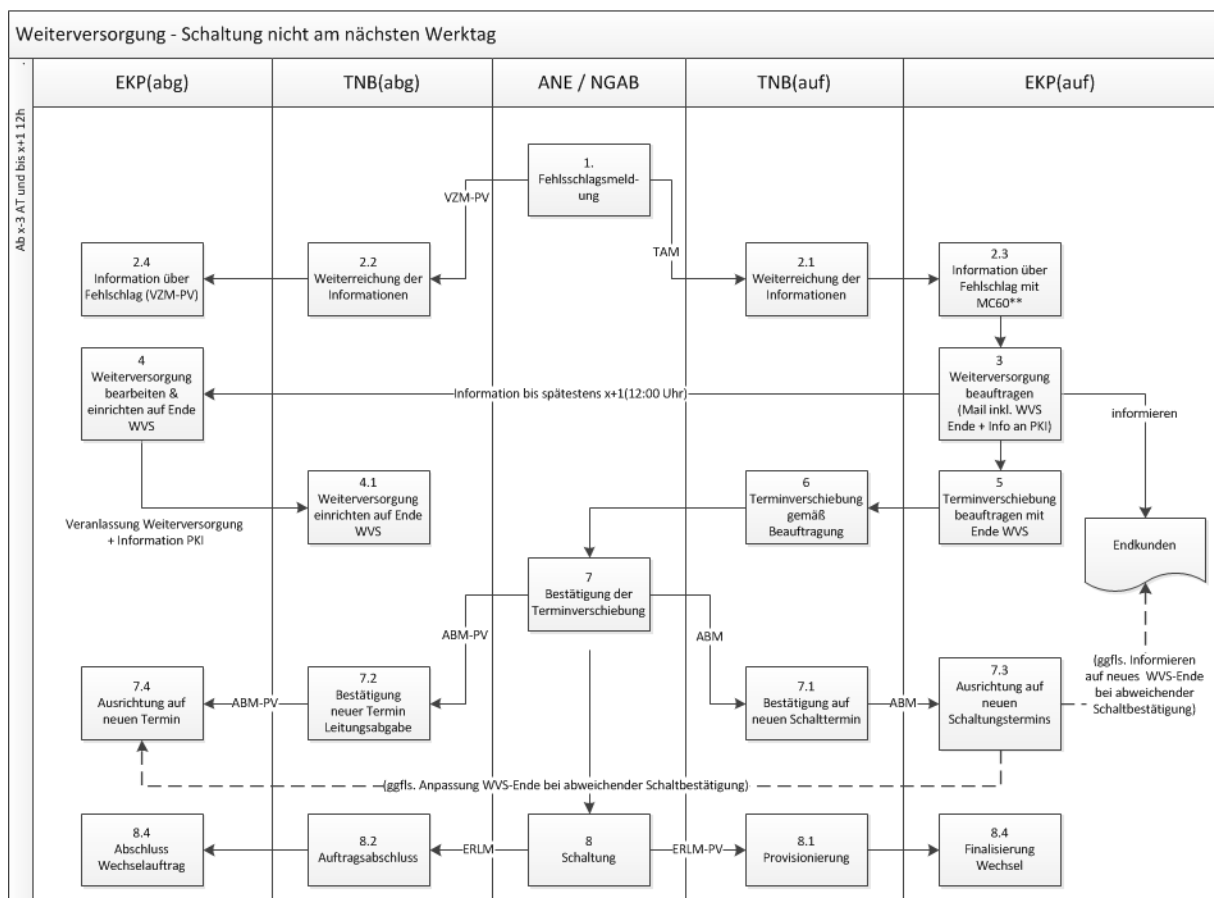 Weiterversorgung - Schaltung nicht am nächsten Werktag
Ab x-3 AT und bis x+1 12h
EKP(abg)
TNB(abg)
ANE / NGAB
TNB(auf)
EKP(auf)
1.
Fehlsschlagsmeld-
ung
VZM-PV
TAM
2.4
Information über
Fehlschlag (VZM-PV)
2.2
Weiterreichung der
Informationen
2.1
Weiterreichung der
Informationen
2.3
Information über
Fehlschlag mit
MC60**
4
Weiterversorgung
bearbeiten &
einrichten auf Ende
WVS
Information bis spätestens x+1(12:00 Uhr)
3
Weiterversorgung
beauftragen
(Mail inkl. WVS
Ende + Info an PKI)
informieren
Veranlassung Weiterversorgung
+ Information PKI
4.1
Weiterversorgung
einrichten auf Ende
WVS
6
Terminverschiebung
gemäß
Beauftragung
5
Terminverschiebung
beauftragen mit
Ende WVS
Endkunden
7
Bestätigung der
Terminverschiebung
ABM-PV
ABM
7.4
Ausrichtung auf
neuen Termin
ABM-PV
7.2
Bestätigung
neuer Termin
Leitungsabgabe
7.1
Bestätigung auf
neuen Schalttermin
ABM
7.3
Ausrichtung auf
neuen
Schaltungstermins
(ggfls. Informieren
auf neues WVS-Ende
bei abweichender
Schaltbestätigung)
(ggfls. Anpassung WVS-Ende bei abweichender Schaltbestätigung)
8.4
Abschluss
Wechselauftrag
8.2
Auftragsabschluss
ERLM
8
Schaltung
ERLM-PV
8.1
Provisionierung
8.4
Finalisierung
Wechsel